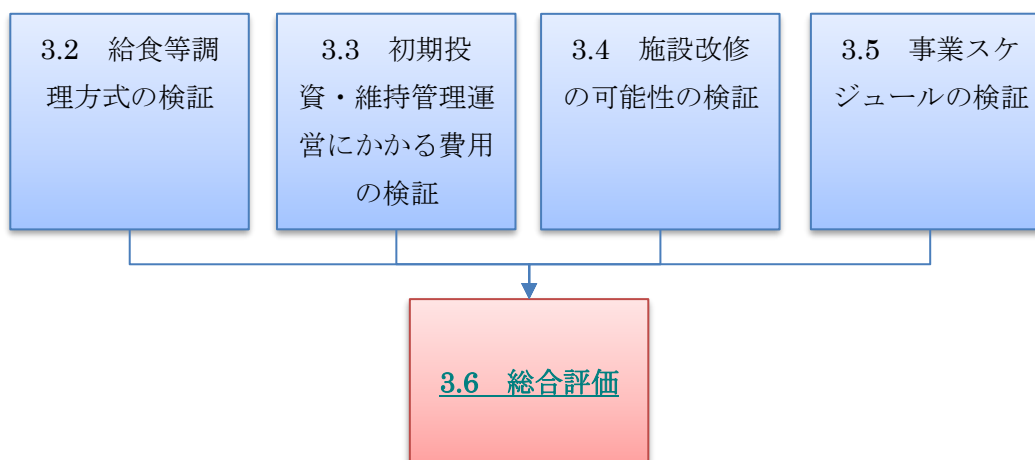 3.2　給食等調
理方式の検証
3.3　初期投
資・維持管理運
営にかかる費用
の検証
3.4　施設改修
の可能性の検証
3.5　事業スケ
ジュールの検証
3.6　総合評価